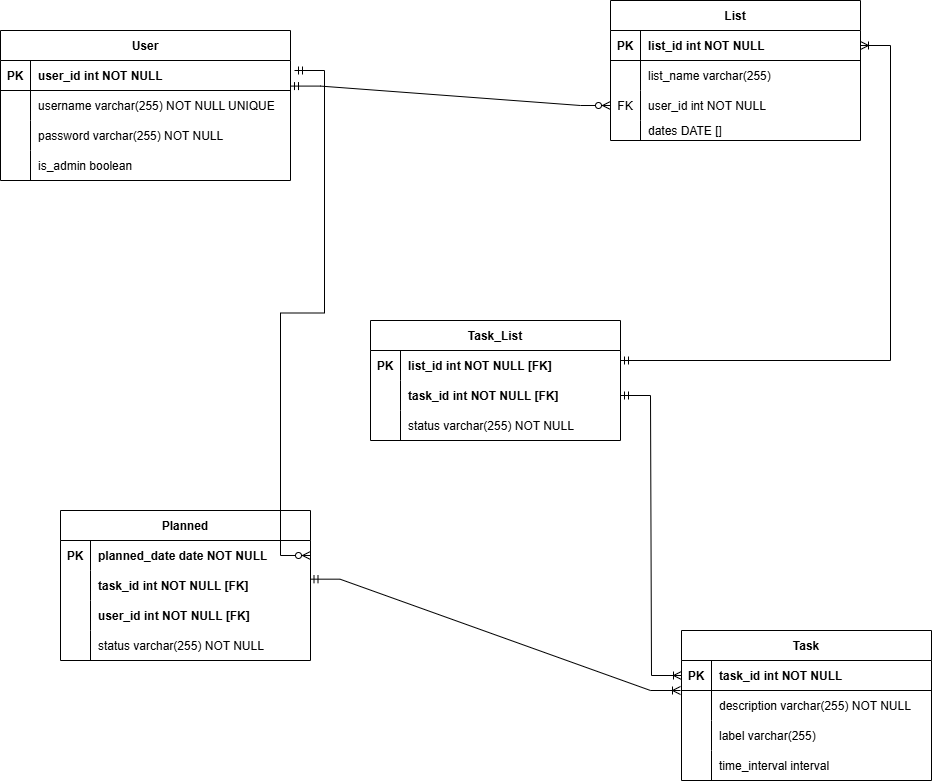 User
PK user_id int NOT NULL
username varchar(255) NOT NULL UNIQUE
password varchar(255) NOT NULL
is_admin boolean
List
PK list_id int NOT NULL
list_name varchar(255)
FK user_id int NOT NULL
dates DATE []
Task_List
PK list_id int NOT NULL [FK]
task_id int NOT NULL [FK]
status varchar(255) NOT NULL
Planned
PK planned_date date NOT NULL
task_id int NOT NULL [FK]
user_id int NOT NULL [FK]
status varchar(255) NOT NULL
Task
PK task_id int NOT NULL
description varchar(255) NOT NULL
label varchar(255)
time_interval interval